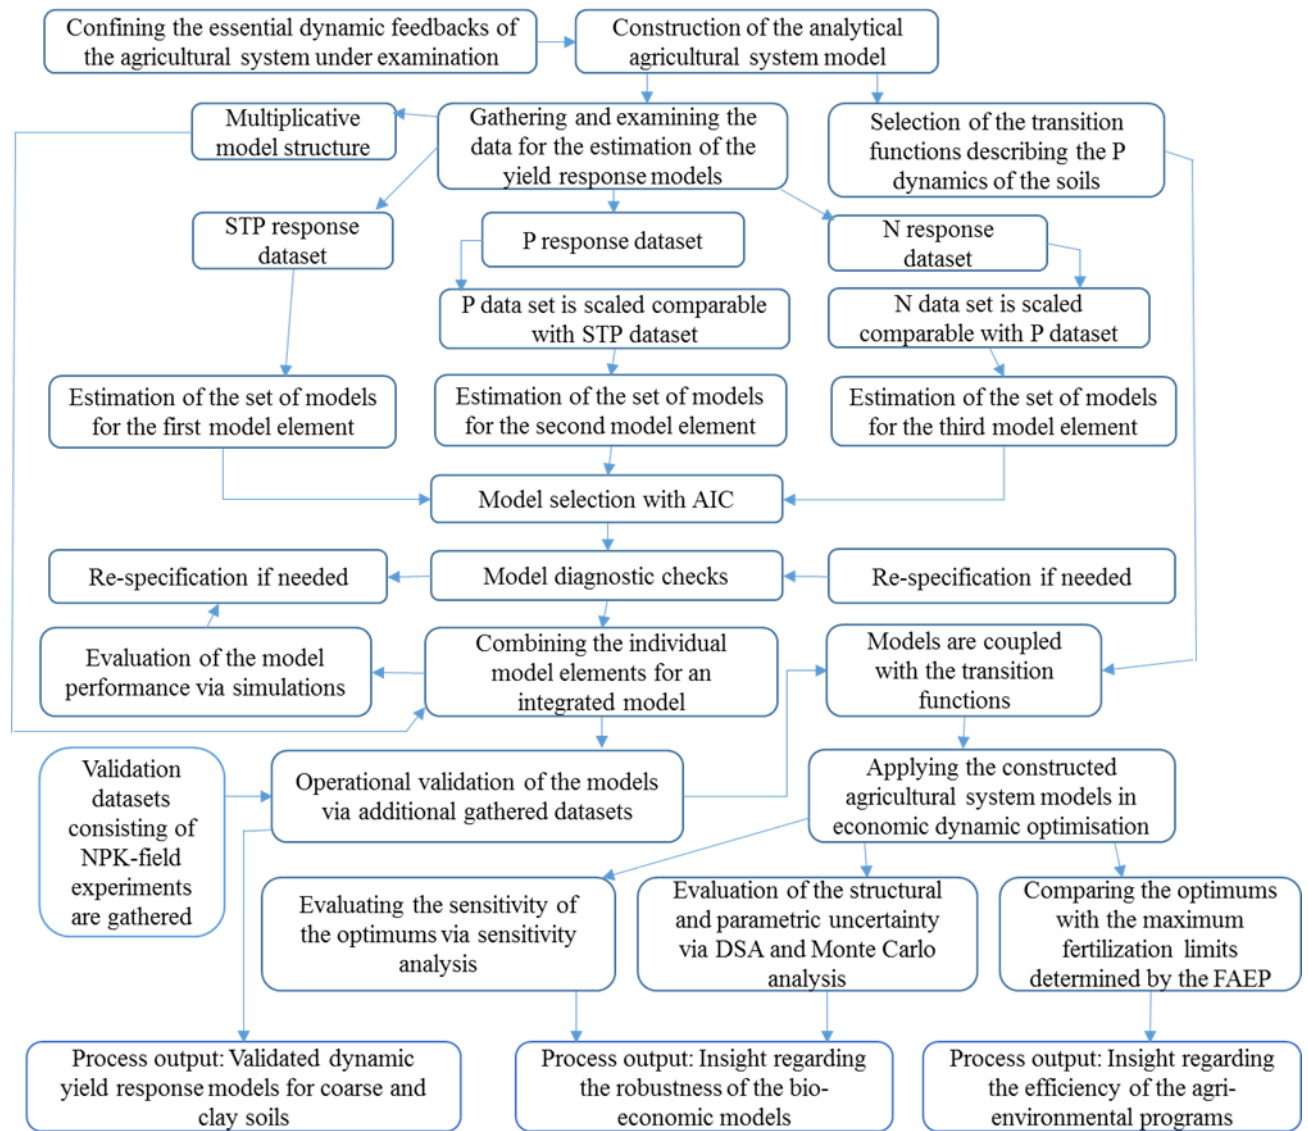 Confining the essential dynamic feedbacks of
the agricultural system under examination
Construction of the analytical
agricultural system model
Multiplicative
model structure
Gathering and examining the
data for the estimation of the
yield response models
Selection of the transition
functions describing the P
dynamics of the soils
STP response
dataset
P response dataset
N response
dataset
P data set is scaled comparable
with STP dataset
N data set is scaled
comparable with P dataset
Estimation of the set of models
for the first model element
Estimation of the set of models
for the second model element
Estimation of the set of models
for the third model element
Model selection with AIC
Re-specification if needed
Model diagnostic checks
Re-specification if needed
Evaluation of the model
performance via simulations
Combining the individual
model elements for an
integrated model
Models are coupled
with the transition
functions
Validation
datasets
consisting of
NPK-field
experiments
are gathered
Operational validation of the models
via additional gathered datasets
Applying the constructed
agricultural system models in
economic dynamic optimisation
Evaluating the sensitivity of
the optimums via sensitivity
analysis
Evaluation of the structural
and parametric uncertainty
via DSA and Monte Carlo
analysis
Comparing the optimums
with the maximum
fertilization limits
determined by the FAEP
Process output: Validated dynamic
yield response models for coarse and
clay soils
Process output: Insight regarding
the robustness of the bio-
economic models
Process output: Insight regarding
the efficiency of the agri-
environmental programs